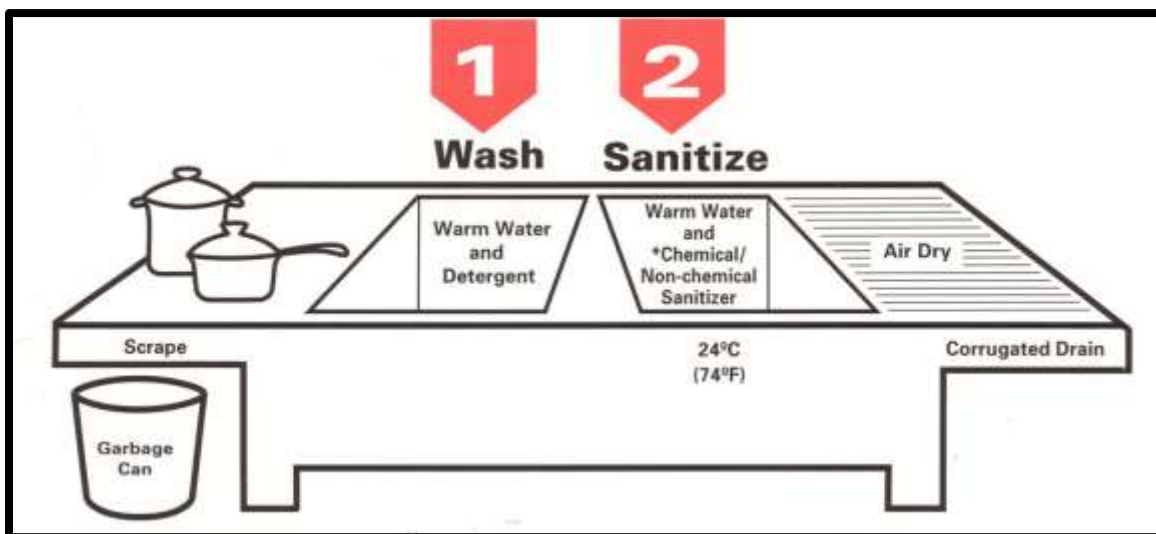 1
2
Wash
Sanitize
Warm Water
and
Detergent
Warm Water
and
*Chemical/
Non-chemical
Sanitizer
Air Dry
Scrape
24ºC
(74ºF)
Corrugated Drain
Garbage
Can